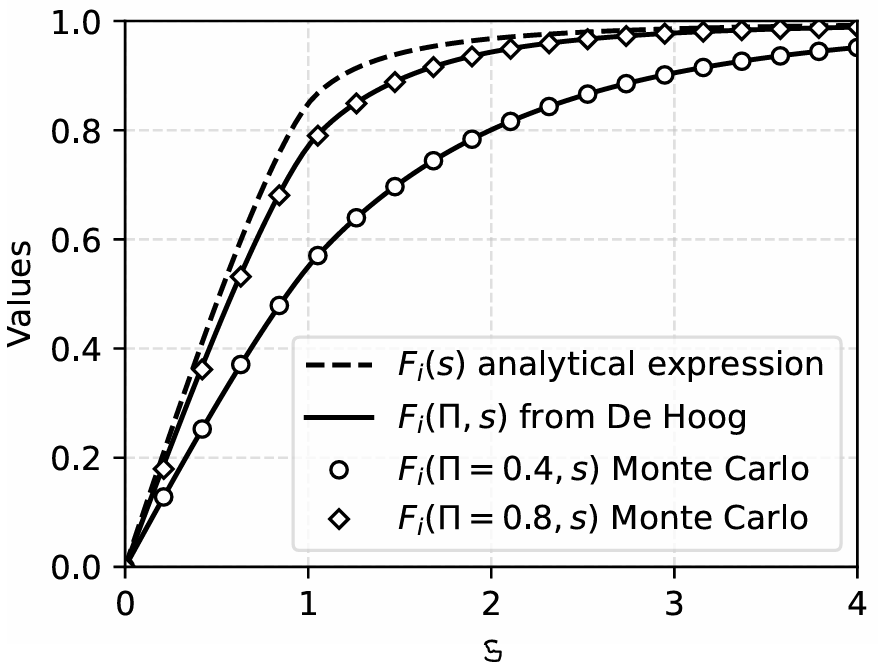 1.0
0.8
0.6
0.4
0.2
0.0
Values
F_i(s) analytical expression
F_i(Π, s) from De Hoog
F_i(Π = 0.4, s) Monte Carlo
F_i(Π = 0.8, s) Monte Carlo
0 1 2 3 4
s